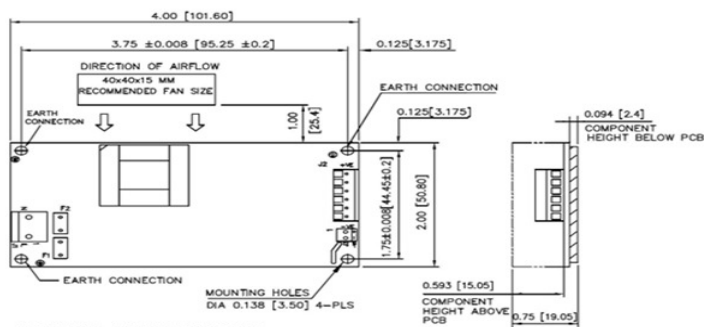 4.00 [101.60]
3.75 ±0.008 [95.25 ±0.2]
0.125[3.175]
DIRECTION OF AIRFLOW
40x40x15 MM
RECOMMENDED FAN SIZE
EARTH CONNECTION
EARTH
CONNECTION
1.00
[25.4]
0.125[3.175]
0.094 [2.4]
COMPONENT
HEIGHT BELOW PCB
J2
F2
F1
1
1.75±0.008[44.45±0.2]
2.00 [50.80]
EARTH CONNECTION
MOUNTING HOLES
DIA 0.138 [3.50] 4-PLS
0.593 [15.05]
COMPONENT
HEIGHT ABOVE
PCB
0.75 [19.05]